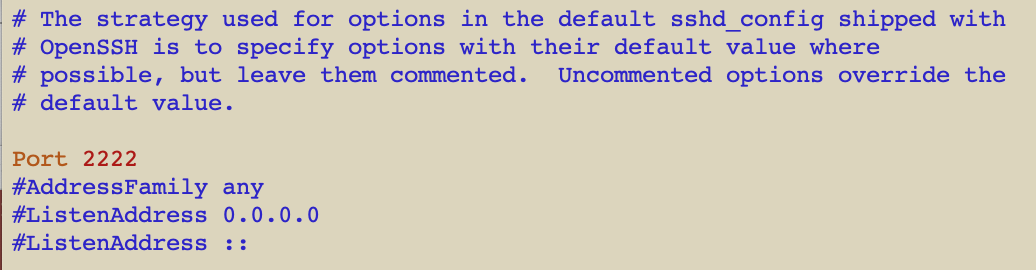 # The strategy used for options in the default sshd_config shipped with
# OpenSSH is to specify options with their default value where
# possible, but leave them commented.  Uncommented options override the
# default value.
Port 2222
#AddressFamily any
#ListenAddress 0.0.0.0
#ListenAddress ::